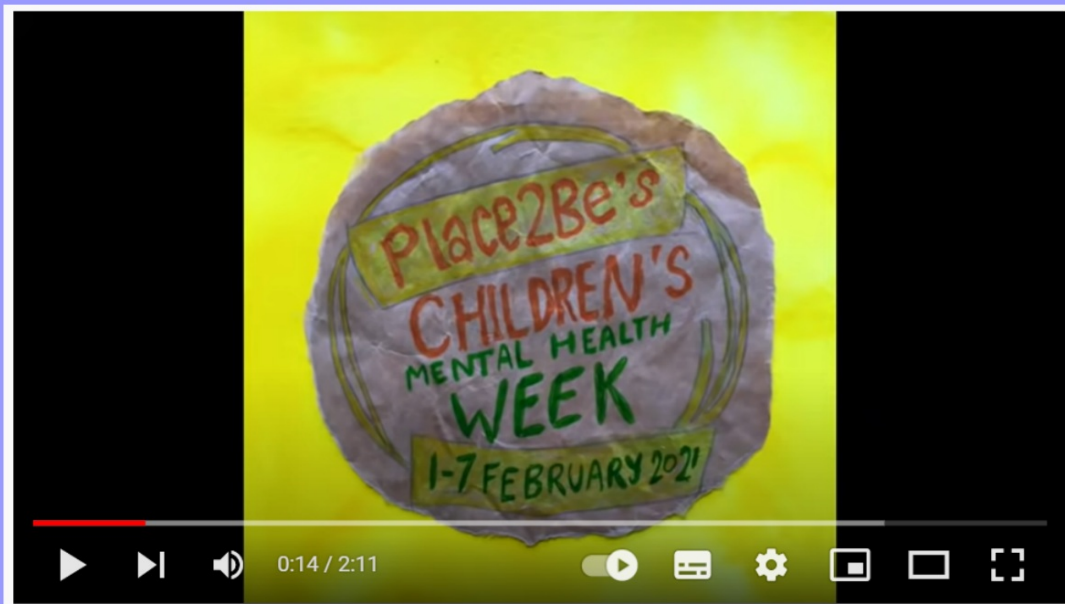 Place2Be's
CHILDREN'S
MENTAL HEALTH
WEEK
1-7 FEBRUARY 2021
0:14 / 2:11